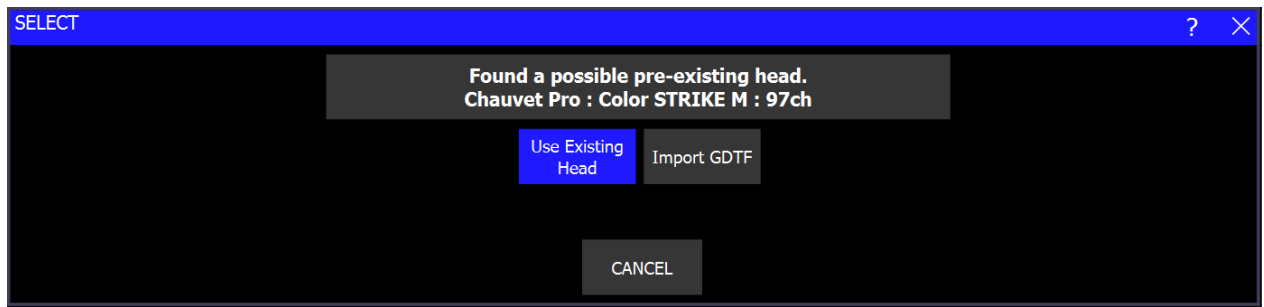 SELECT
?
Found a possible pre-existing head.
Chauvet Pro : Color STRIKE M : 97ch
Use Existing
Head
Import GDTF
CANCEL